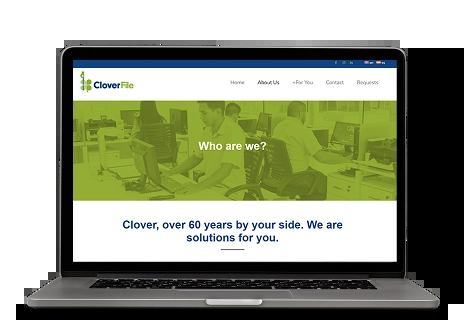 CloverFile
Home About Us +For You Contact Requests
Who are we?
Clover, over 60 years by your side. We are
solutions for you.